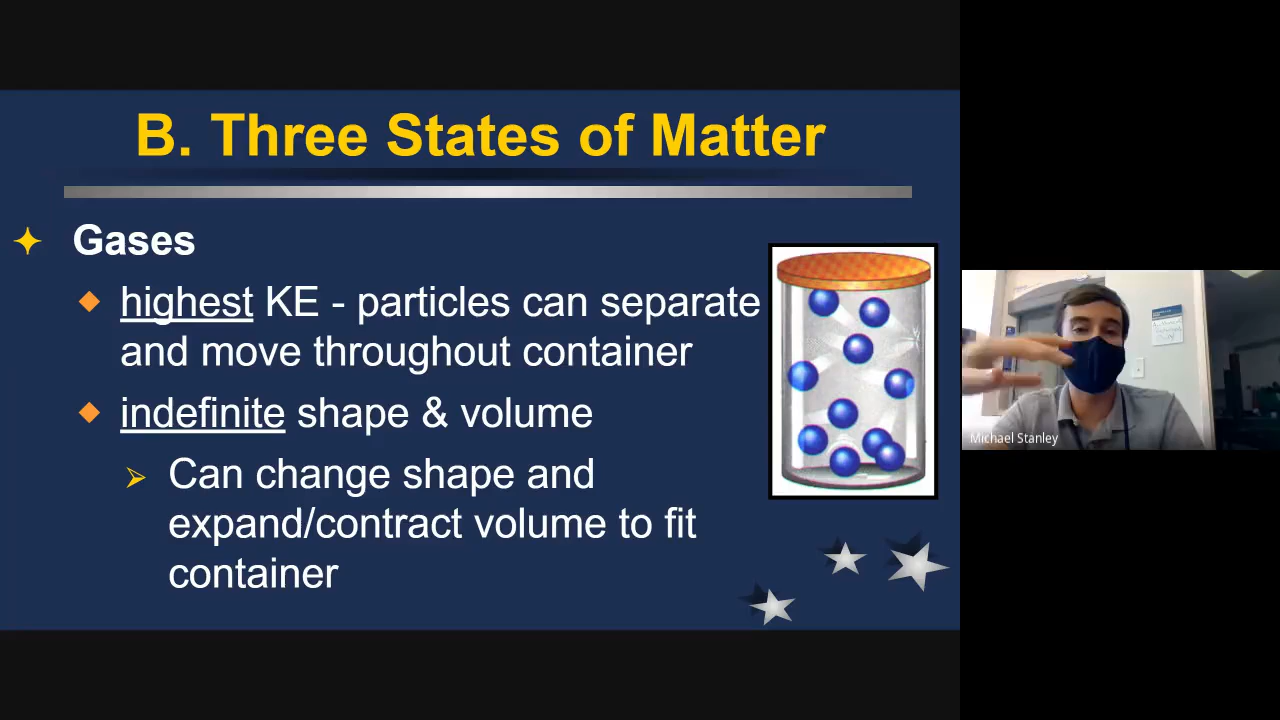 B. Three States of Matter
Gases
highest KE - particles can separate
and move throughout container
indefinite shape & volume
Can change shape and
expand/contract volume to fit
container
Michael Stanley